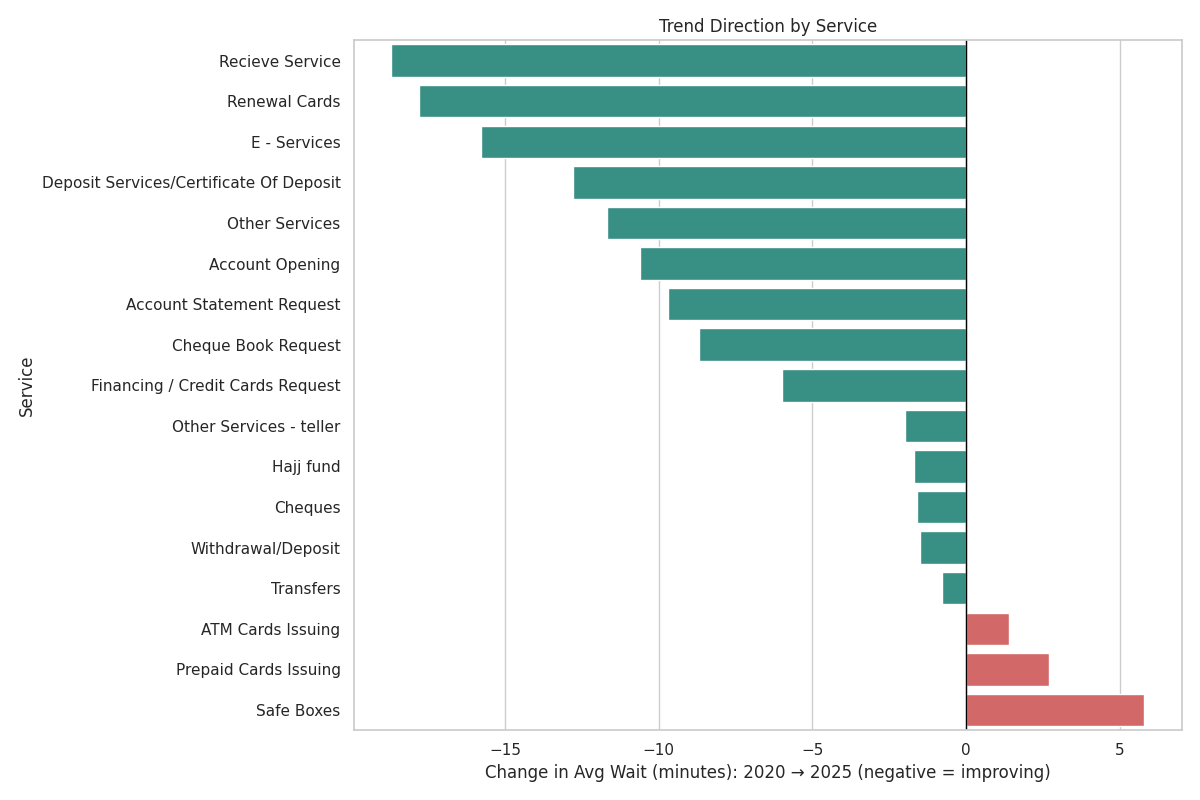 Trend Direction by Service
Service
Recieve Service
Renewal Cards
E - Services
Deposit Services/Certificate Of Deposit
Other Services
Account Opening
Account Statement Request
Cheque Book Request
Financing / Credit Cards Request
Other Services - teller
Hajj fund
Cheques
Withdrawal/Deposit
Transfers
ATM Cards Issuing
Prepaid Cards Issuing
Safe Boxes
−15 −10 −5 0 5
Change in Avg Wait (minutes): 2020 → 2025 (negative = improving)